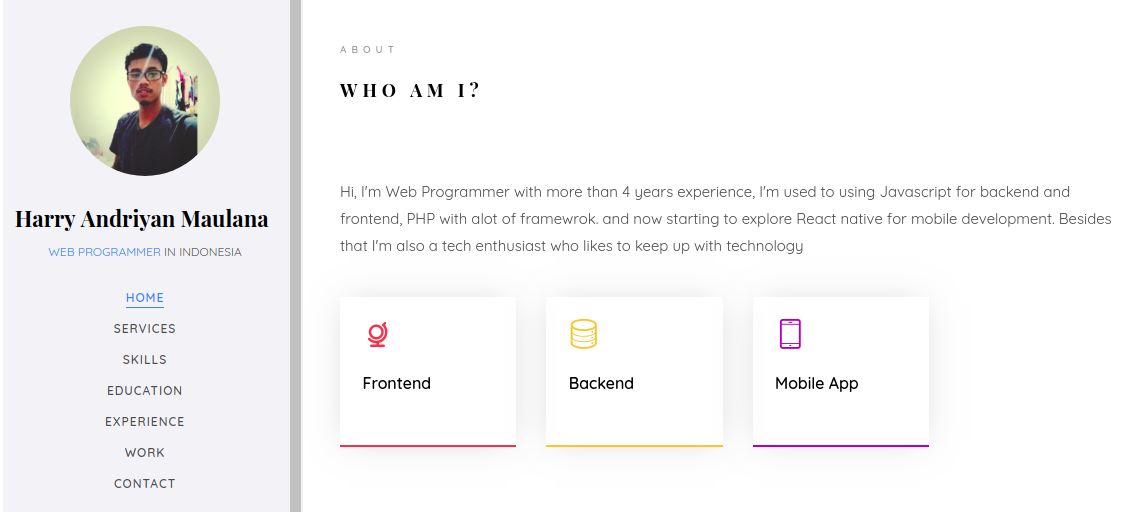 Harry Andriyan Maulana
WEB PROGRAMMER IN INDONESIA
HOME
SERVICES
SKILLS
EDUCATION
EXPERIENCE
WORK
CONTACT
ABOUT
WHO AM I?
Hi, I'm Web Programmer with more than 4 years experience, I'm used to using Javascript for backend and
frontend, PHP with alot of framewrok. and now starting to explore React native for mobile development. Besides
that I'm also a tech enthusiast who likes to keep up with technology
Frontend
Backend
Mobile App